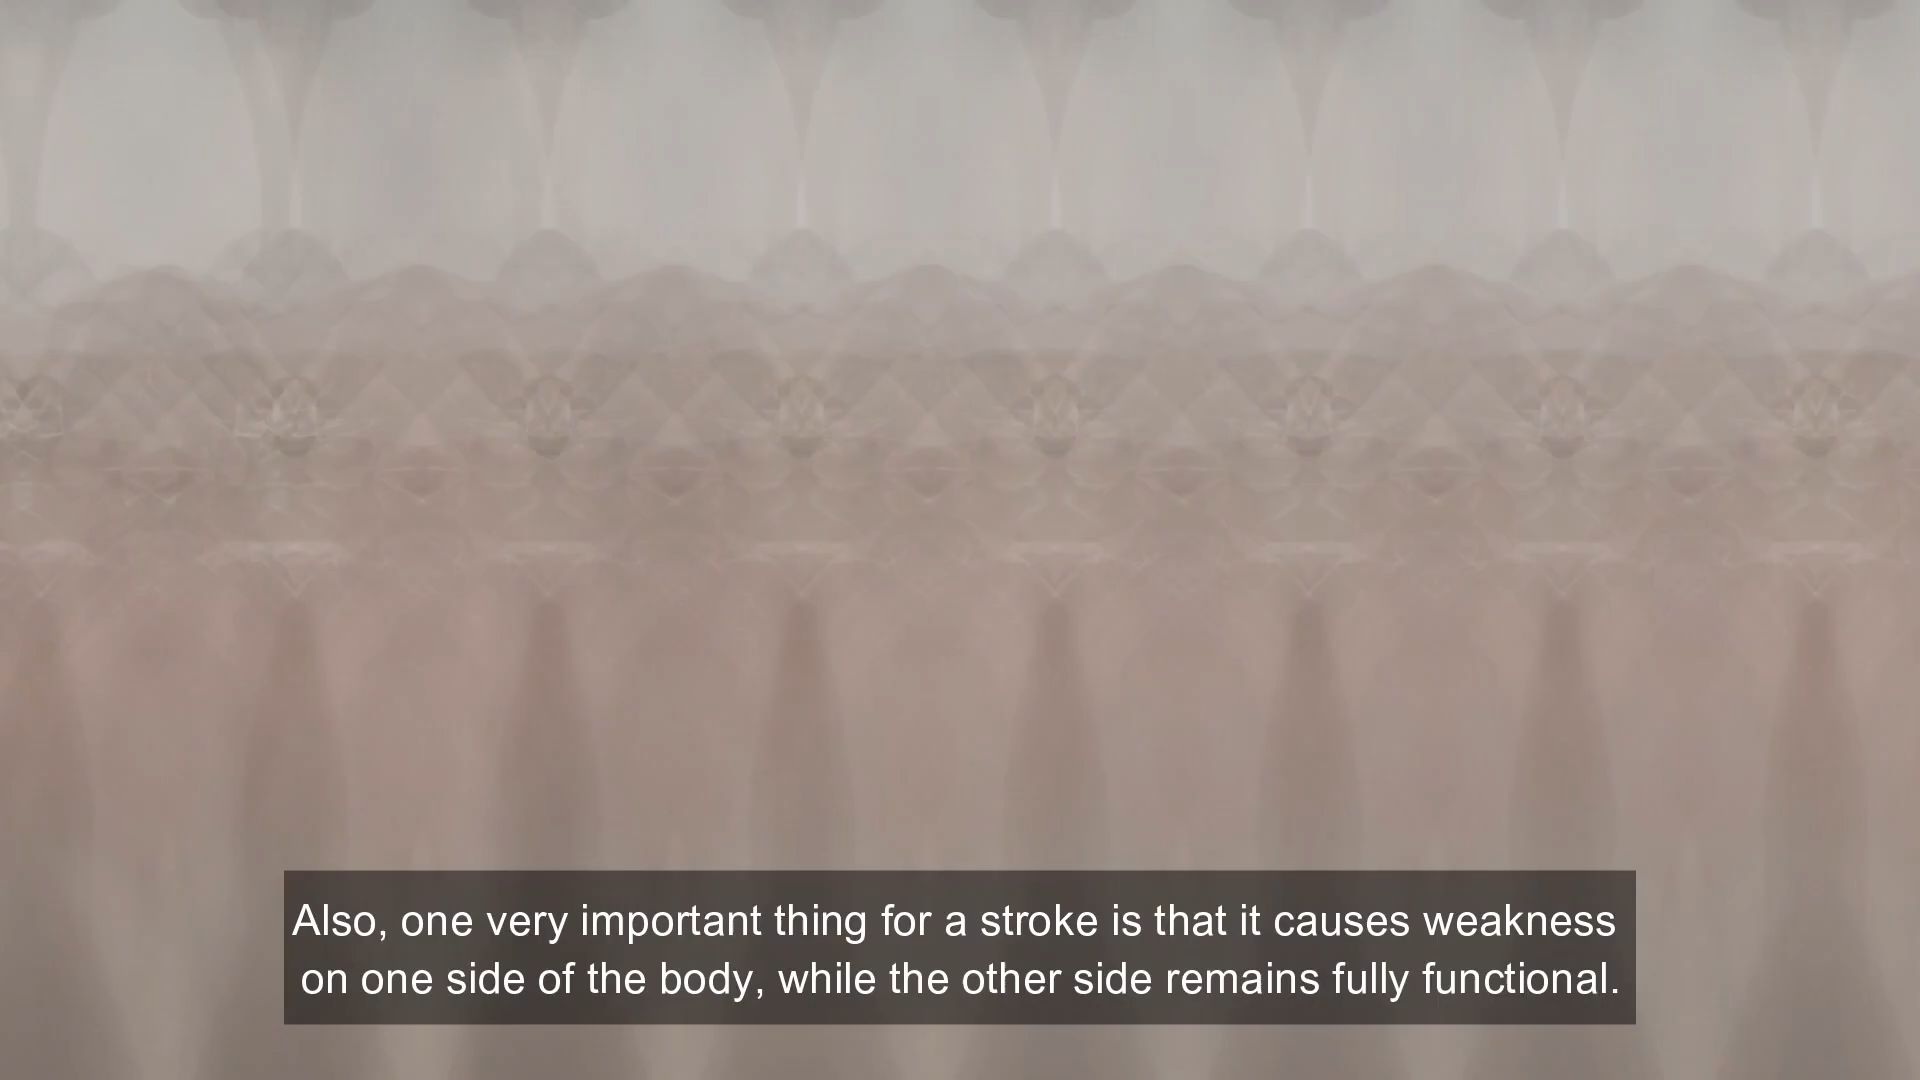 Also, one very important thing for a stroke is that it causes weakness
on one side of the body, while the other side remains fully functional.